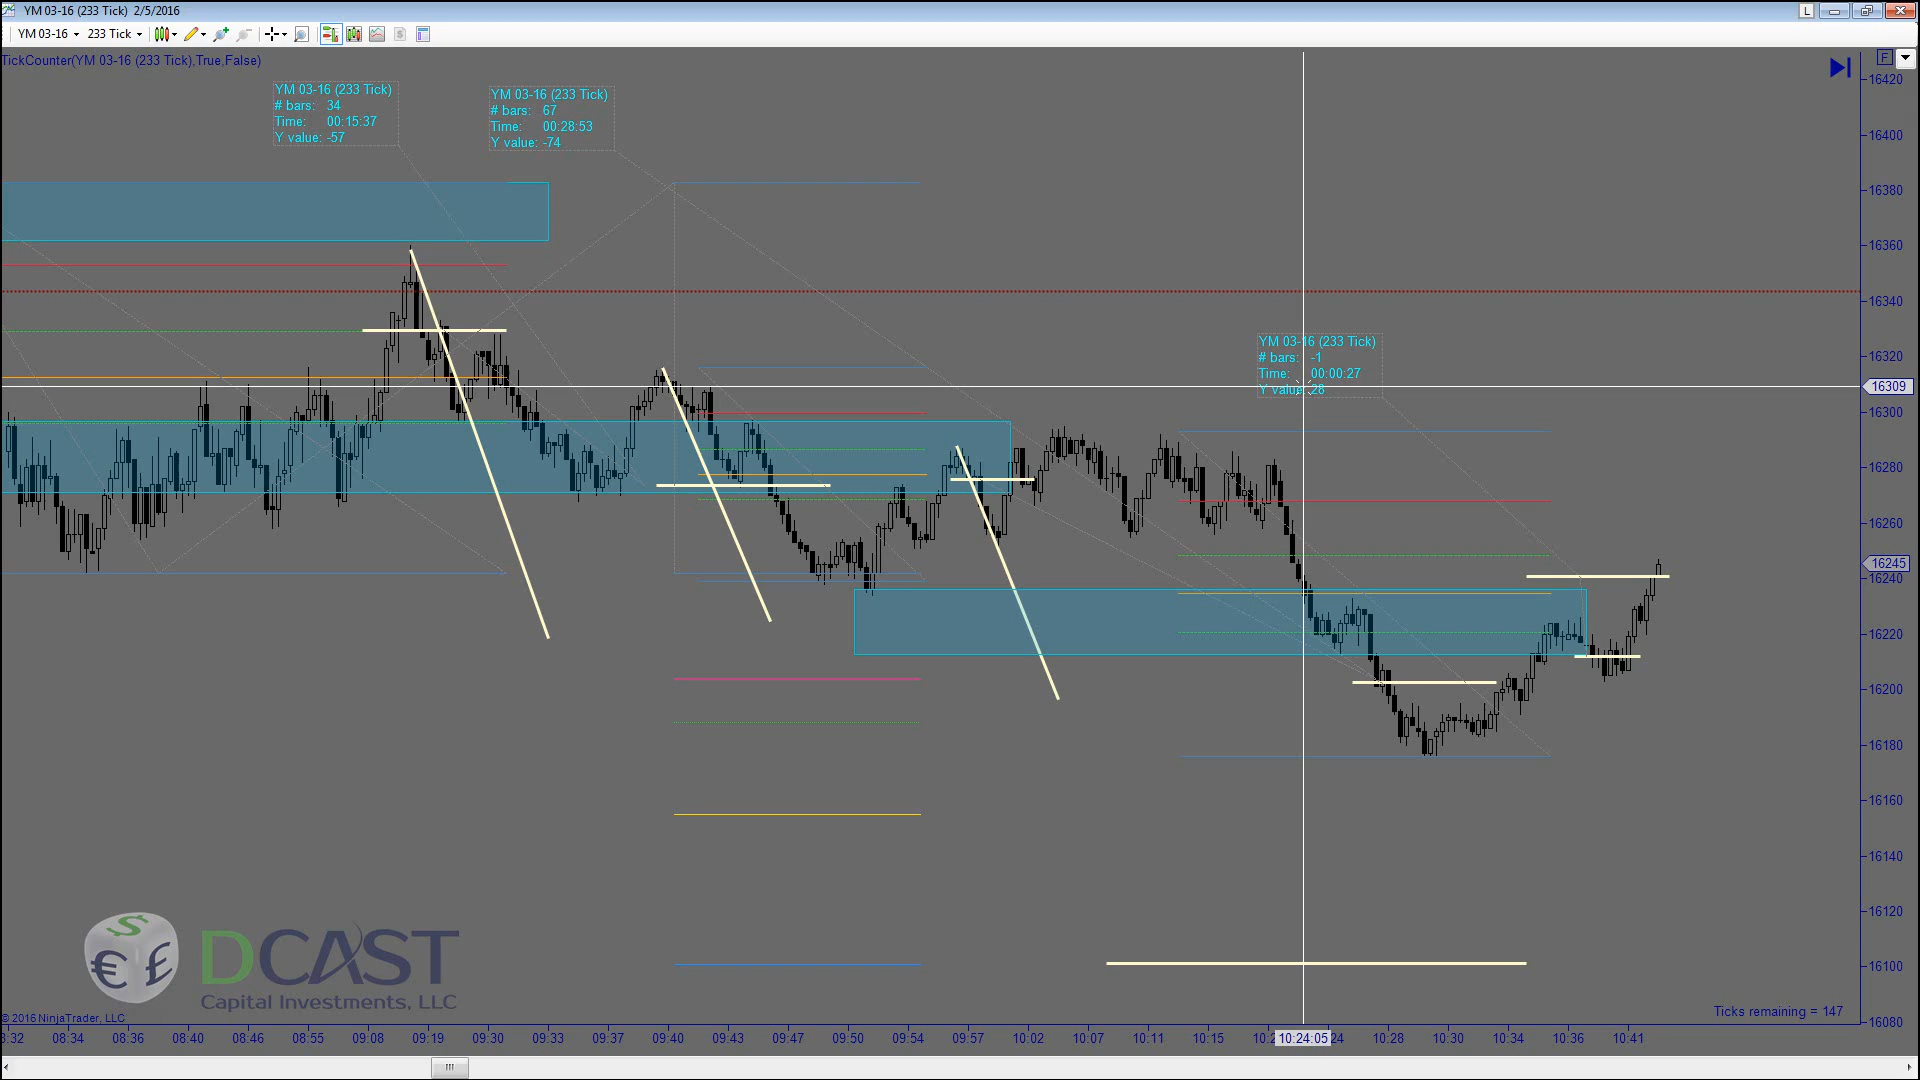 YM 03-16 (233 Tick)  2/5/2016
L
YM 03-16
233 Tick
TickCounter(YM 03-16 (233 Tick),True,False)
F
YM 03-16 (233 Tick)
# bars: 34
Time: 00:15:37
Y value: -57
YM 03-16 (233 Tick)
# bars: 67
Time: 00:28:53
Y value: -74
YM 03-16 (233 Tick)
# bars: -1
Time: 00:00:27
Y value: 28
16420
16400
16380
16360
16340
16320
16309
16300
16280
16260
16245
16240
16220
16200
16180
16160
16140
16120
16100
16080
$ € £
DCAST
Capital Investments, LLC
© 2016 NinjaTrader, LLC
Ticks remaining = 147
08:34 08:36 08:40 08:46 08:55 09:08 09:19 09:30 09:33 09:37 09:40 09:43 09:47 09:50 09:54 09:57 10:02 10:07 10:11 10:15 10:24:05 10:28 10:30 10:34 10:36 10:41